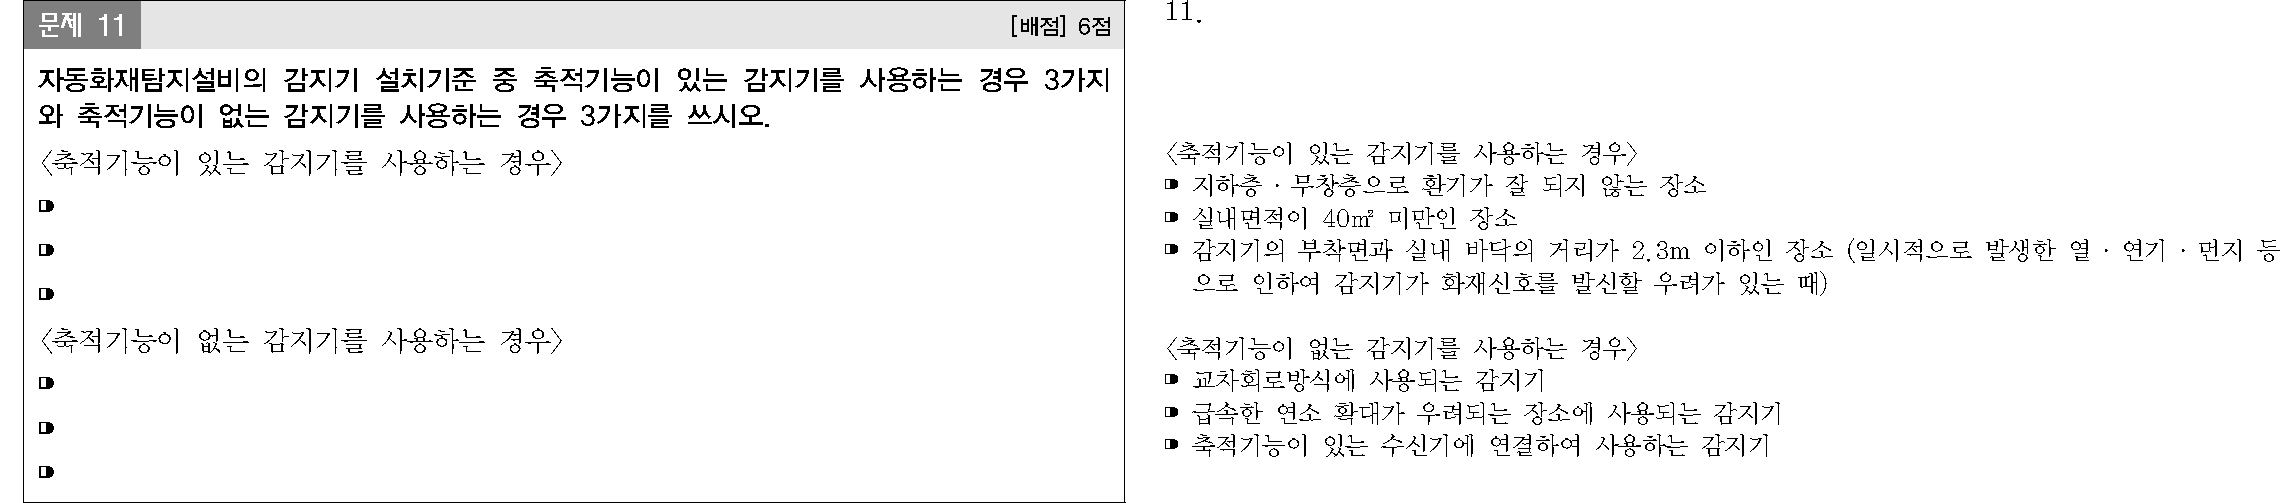 문제 11
[배점] 6점
자동화재탐지설비의 감지기 설치기준 중 축적기능이 있는 감지기를 사용하는 경우 3가지
와 축적기능이 없는 감지기를 사용하는 경우 3가지를 쓰시오.
〈축적기능이 있는 감지기를 사용하는 경우〉
〈축적기능이 없는 감지기를 사용하는 경우〉
11.
〈축적기능이 있는 감지기를 사용하는 경우〉
지하층·무창층으로 환기가 잘 되지 않는 장소
실내면적이 40㎡ 미만인 장소
감지기의 부착면과 실내 바닥의 거리가 2.3m 이하인 장소 (일시적으로 발생한 열·연기·먼지 등
으로 인하여 감지기가 화재신호를 발신할 우려가 있는 때)
〈축적기능이 없는 감지기를 사용하는 경우〉
교차회로방식에 사용되는 감지기
급속한 연소 확대가 우려되는 장소에 사용되는 감지기
축적기능이 있는 수신기에 연결하여 사용하는 감지기